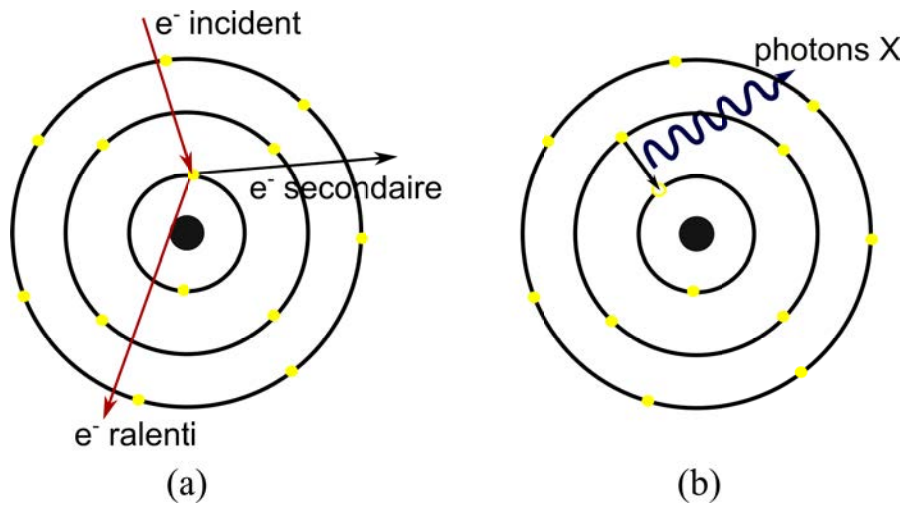 e⁻ incident
photons X
e⁻ secondaire
e⁻ ralenti
(a)
(b)